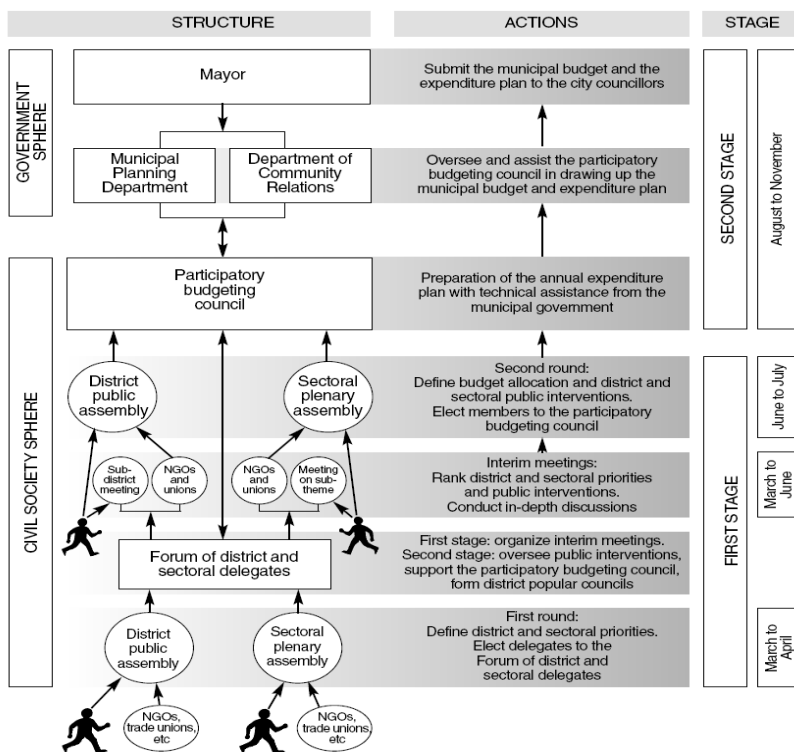 STRUCTURE
ACTIONS
STAGE
GOVERNMENT
SPHERE
Mayor
Submit the municipal budget and the
expenditure plan to the city councillors
Municipal
Planning
Department
Department of
Community
Relations
Oversee and assist the participatory
budgeting council in drawing up the
municipal budget and expenditure plan
SECOND STAGE
August to November
CIVIL SOCIETY SPHERE
Participatory
budgeting
council
Preparation of the annual expenditure
plan with technical assistance from the
municipal government
District
public
assembly
Sectoral
plenary
assembly
Second round:
Define budget allocation and district and
sectoral public interventions.
Elect members to the participatory
budgeting council
FIRST STAGE
June to July
Sub-
district
meeting
NGOs
and
unions
NGOs
and
unions
Meeting
on sub-
theme
Interim meetings:
Rank district and sectoral priorities
and public interventions.
Conduct in-depth discussions
March to
June
Forum of district and
sectoral delegates
First stage: organize interim meetings.
Second stage: oversee public interventions,
support the participatory budgeting council,
form district popular councils
District
public
assembly
Sectoral
plenary
assembly
First round:
Define district and sectoral priorities.
Elect delegates to the
Forum of district and
sectoral delegates
March to
April
NGOs,
trade unions,
etc
NGOs,
trade unions,
etc